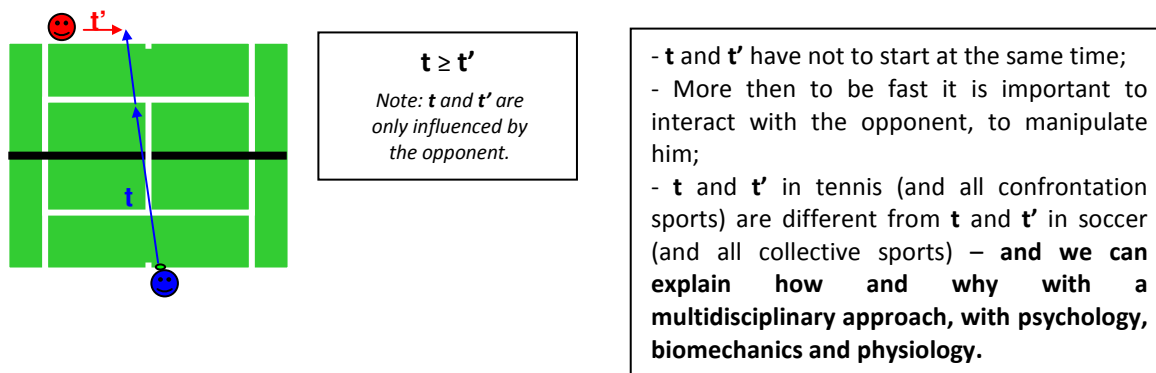 t’
t
t ≥ t’
Note: t and t’ are
only influenced by
the opponent.
- t and t’ have not to start at the same time;
- More then to be fast it is important to
interact with the opponent, to manipulate
him;
- t and t’ in tennis (and all confrontation
sports) are different from t and t’ in soccer
(and all collective sports) – and we can
explain how and why with a
multidisciplinary approach, with psychology,
biomechanics and physiology.